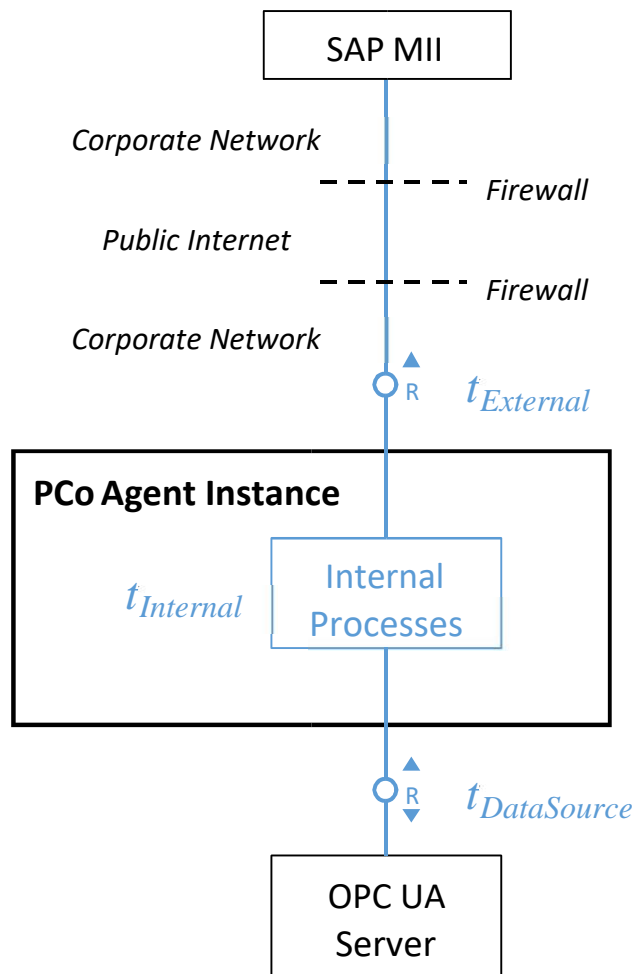 SAP MII
Corporate Network
Firewall
Public Internet
Firewall
Corporate Network
R
tExternal
PCo Agent Instance
tInternal
Internal
Processes
R
tDataSource
OPC UA
Server